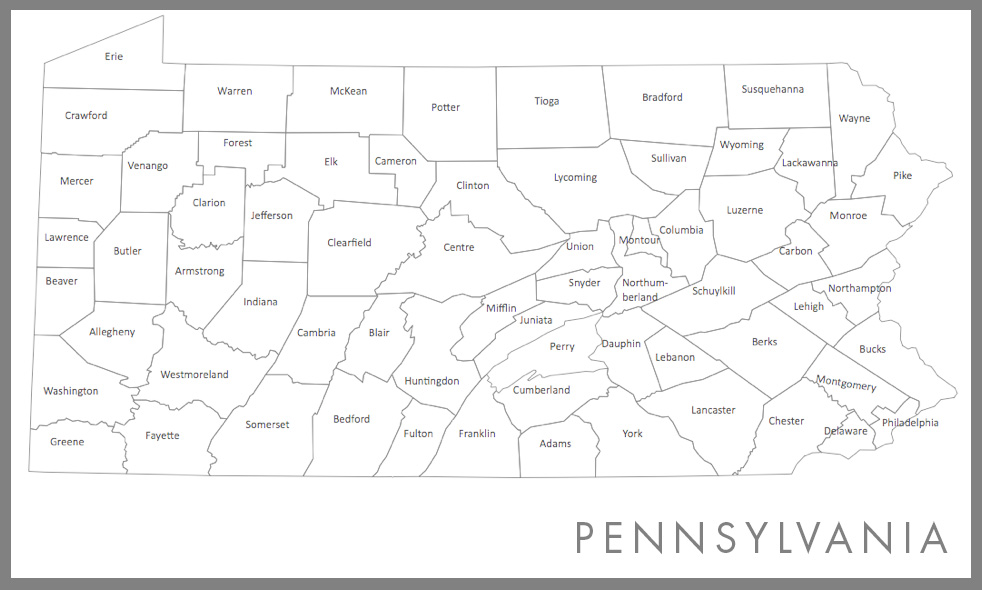 Erie
Warren
McKean
Potter
Tioga
Bradford
Susquehanna
Wayne
Crawford
Forest
Elk
Cameron
Sullivan
Wyoming
Lackawanna
Pike
Venango
Mercer
Clarion
Jefferson
Clinton
Lycoming
Luzerne
Monroe
Lawrence
Butler
Clearfield
Centre
Union
Montour
Columbia
Carbon
Beaver
Armstrong
Indiana
Snyder
Northum-
berland
Schuylkill
Northampton
Lehigh
Mifflin
Juniata
Allegheny
Cambria
Blair
Perry
Dauphin
Lebanon
Berks
Bucks
Washington
Westmoreland
Huntingdon
Cumberland
Montgomery
Greene
Fayette
Somerset
Bedford
Fulton
Franklin
Adams
York
Lancaster
Chester
Delaware
Philadelphia
PENNSYLVANIA